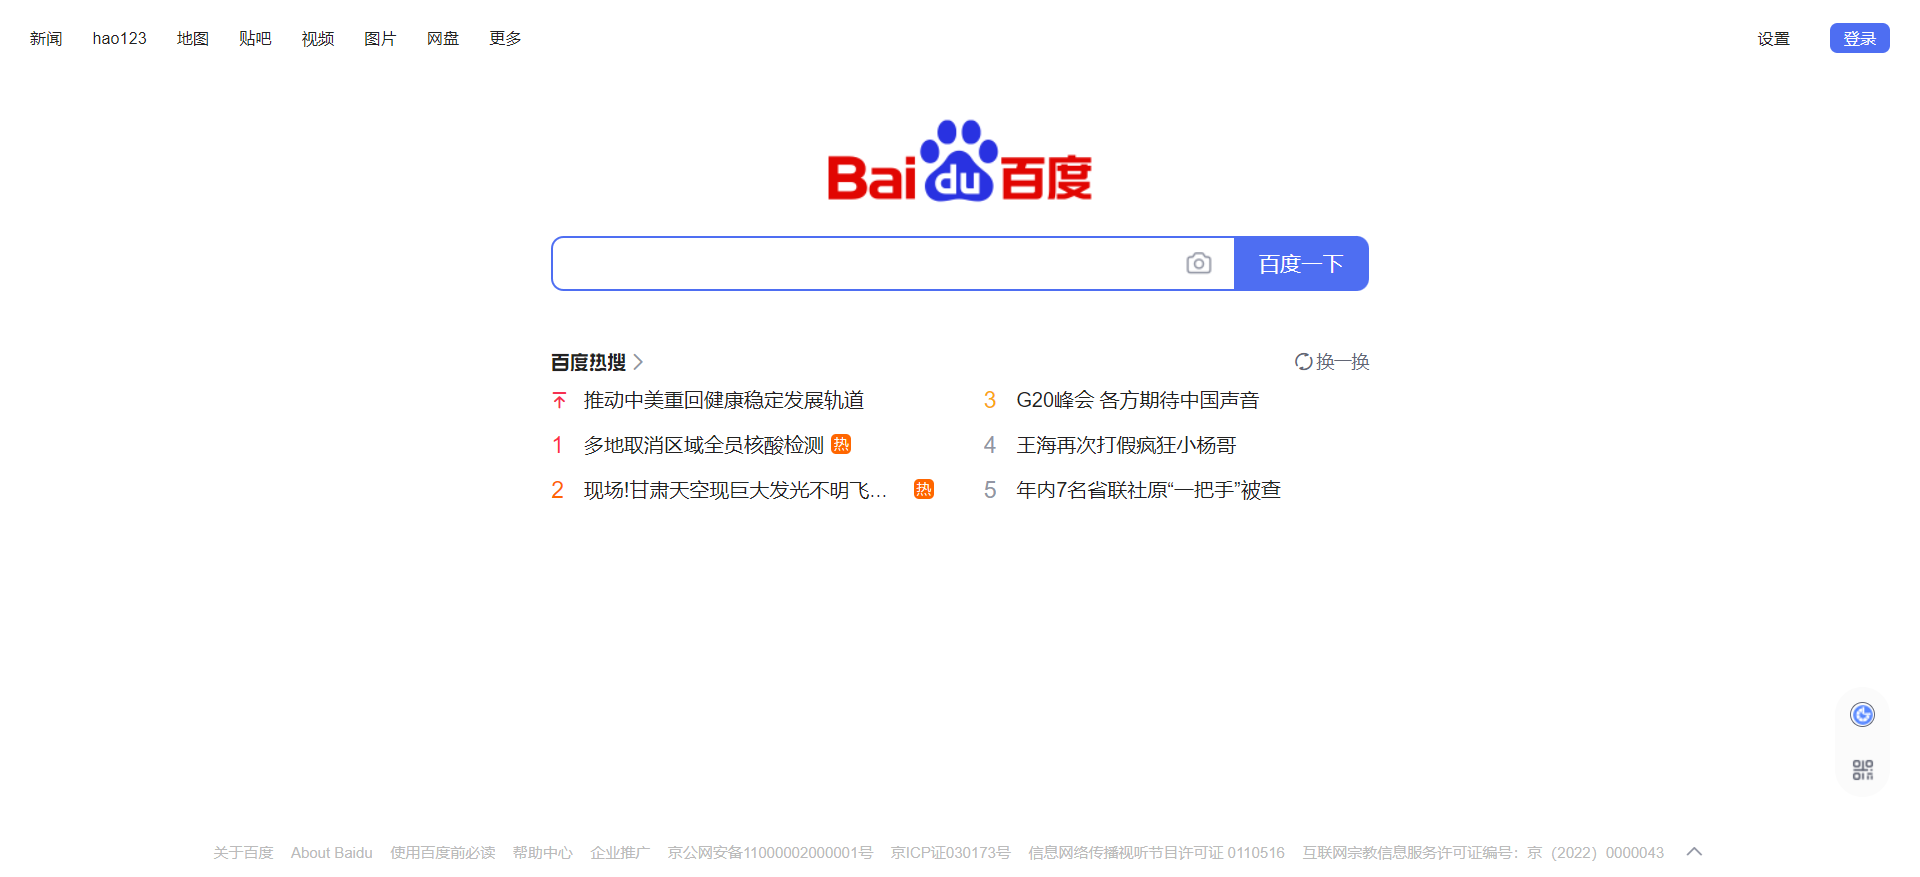 新闻 hao123 地图 贴吧 视频 图片 网盘 更多 设置 登录
Bai du 百度
百度一下
百度热搜 换一换
推动中美重回健康稳定发展轨道
1 多地取消区域全员核酸检测 热
2 现场!甘肃天空现巨大发光不明飞... 热
3 G20峰会 各方期待中国声音
4 王海再次打假疯狂小杨哥
5 年内7名省联社原“一把手”被查
关于百度 About Baidu 使用百度前必读 帮助中心 企业推广 京公网安备11000002000001号 京ICP证030173号 信息网络传播视听节目许可证 0110516 互联网宗教信息服务许可证编号：京（2022）0000043